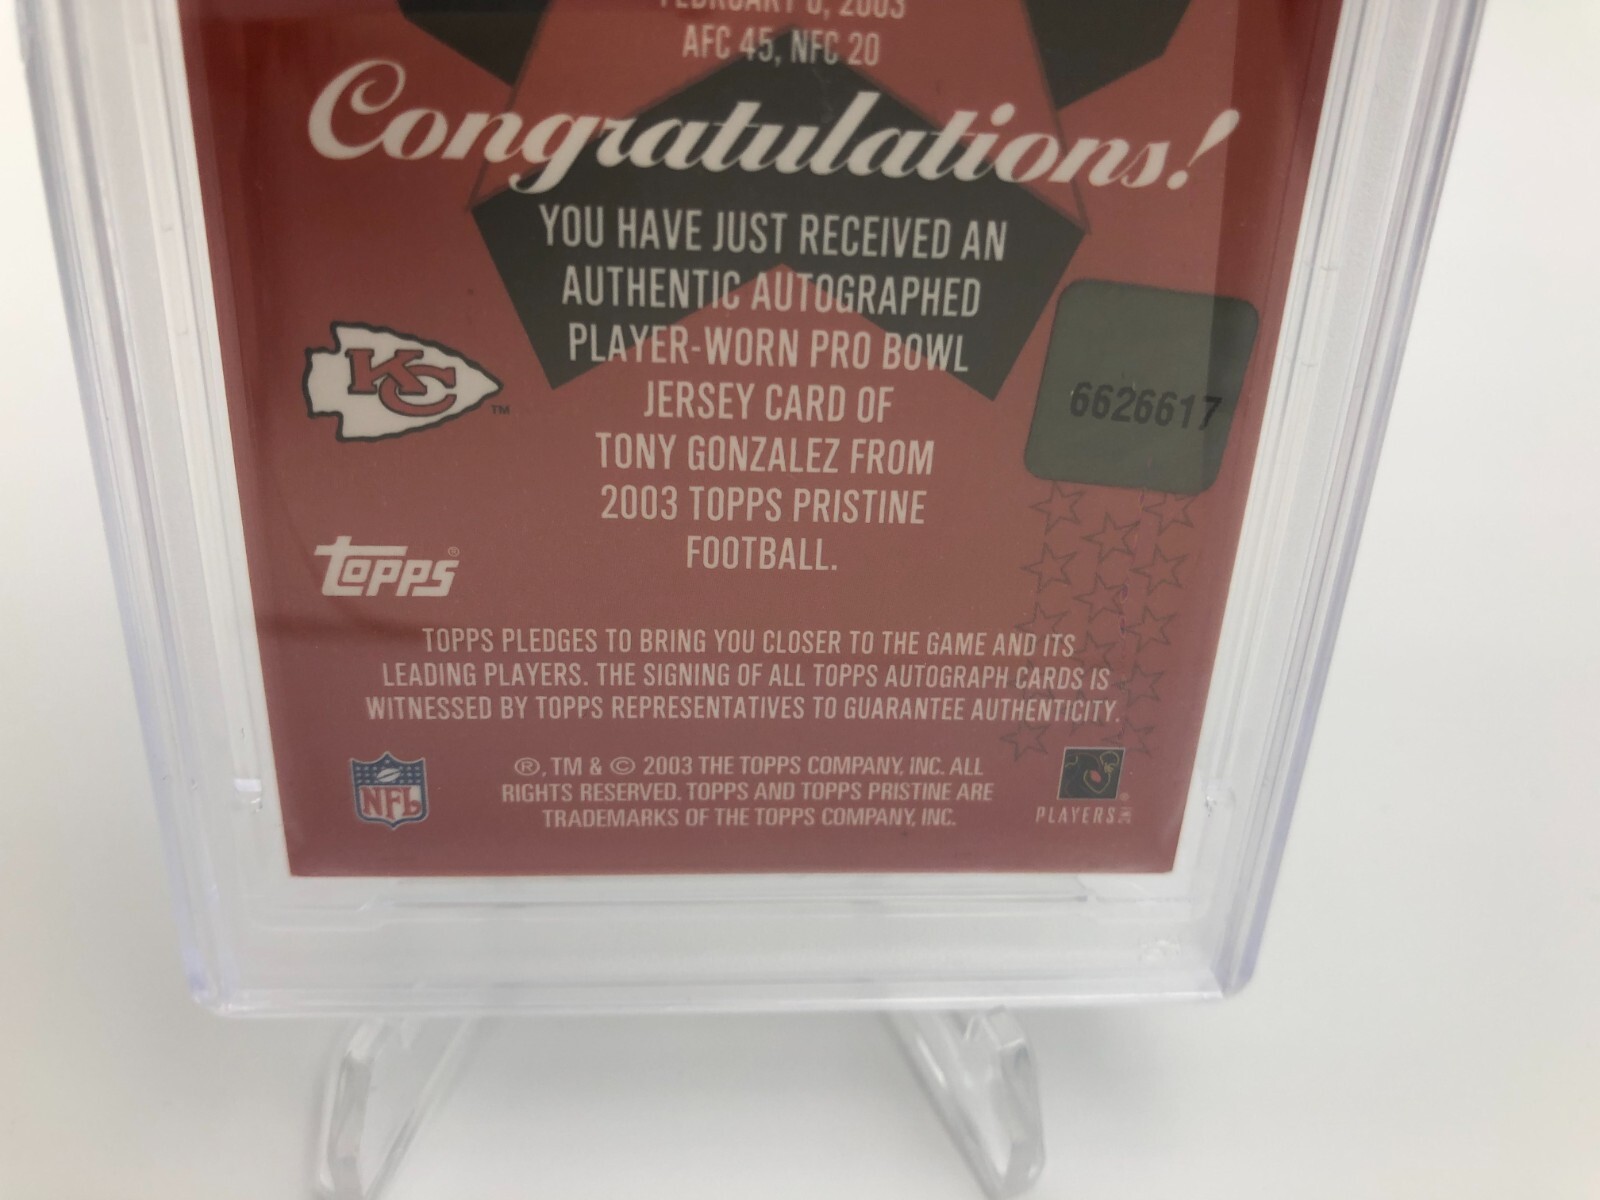 FEBRUARY 3, 2003
AFC 45, NFC 20
Congratulations!
YOU HAVE JUST RECEIVED AN
AUTHENTIC AUTOGRAPHED
PLAYER-WORN PRO BOWL
JERSEY CARD OF
TONY GONZALEZ FROM
2003 TOPPS PRISTINE
FOOTBALL.
KC TM
6626617
topps®
TOPPS PLEDGES TO BRING YOU CLOSER TO THE GAME AND ITS
LEADING PLAYERS. THE SIGNING OF ALL TOPPS AUTOGRAPH CARDS IS
WITNESSED BY TOPPS REPRESENTATIVES TO GUARANTEE AUTHENTICITY.
NFL
®, TM & © 2003 THE TOPPS COMPANY, INC. ALL
RIGHTS RESERVED. TOPPS AND TOPPS PRISTINE ARE
TRADEMARKS OF THE TOPPS COMPANY, INC.
PLAYERS